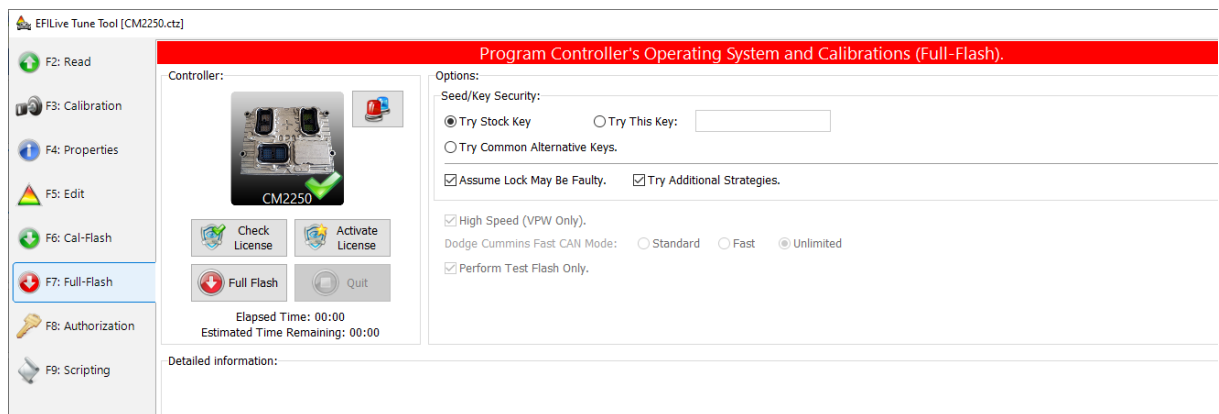 EFILive Tune Tool [CM2250.ctz]
F2: Read
F3: Calibration
F4: Properties
F5: Edit
F6: Cal-Flash
F7: Full-Flash
F8: Authorization
F9: Scripting
Program Controller's Operating System and Calibrations (Full-Flash).
Controller:
CM2250
Check License
Activate License
Full Flash
Quit
Elapsed Time: 00:00
Estimated Time Remaining: 00:00
Options:
Seed/Key Security:
Try Stock Key
Try This Key:
Try Common Alternative Keys.
Assume Lock May Be Faulty.
Try Additional Strategies.
High Speed (VPW Only).
Dodge Cummins Fast CAN Mode:
Standard
Fast
Unlimited
Perform Test Flash Only.
Detailed information: